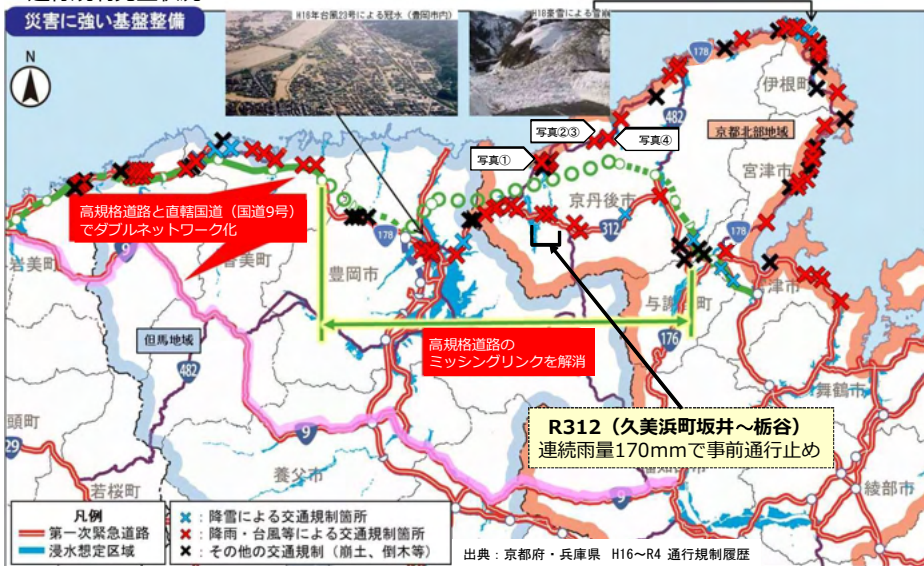 災害に強い基盤整備
H16年台風23号による冠水（豊岡市内）
N
178
伊根町
482
写真②③
京都北部地域
写真①
写真④
宮津市
京丹後市
高規格道路と直轄国道（国道9号）
でダブルネットワーク化
178
312
178
岩美町
9
香美町
豊岡市
与謝野町
高規格道路の
ミッシングリンクを解消
但馬地域
176
482
舞鶴市
R312（久美浜町坂井～栃谷）
連続雨量170mmで事前通行止め
29
9
養父市
9
綾部市
若桜町
凡例
第一次緊急道路
浸水想定区域
：降雪による交通規制箇所
：降雨・台風等による交通規制箇所
：その他の交通規制（崩土、倒木等）
出典：京都府・兵庫県 H16～R4 通行規制履歴